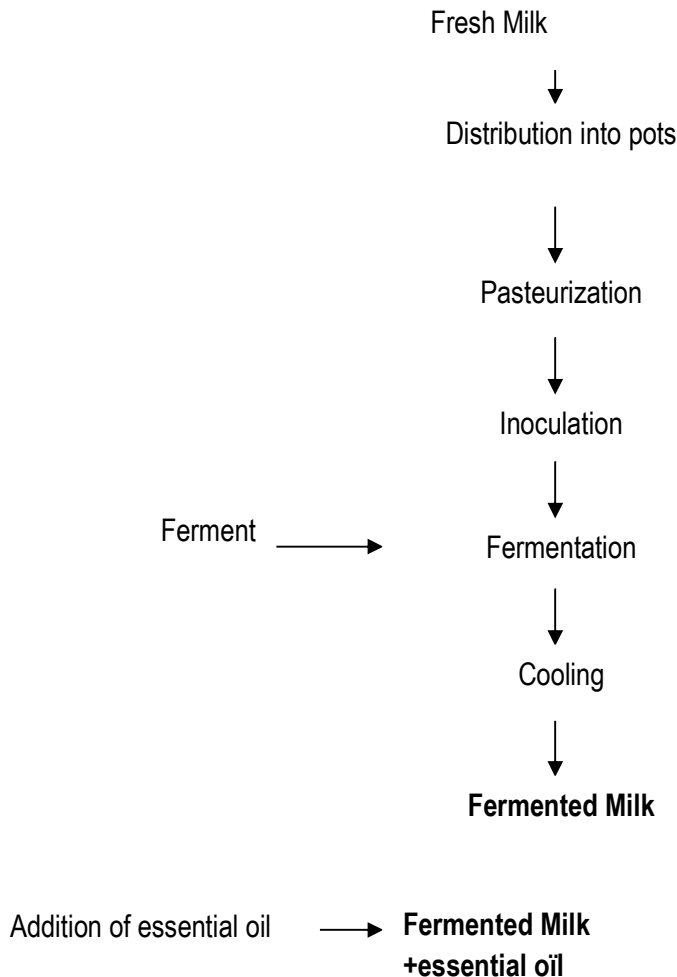 Fresh Milk
Distribution into pots
Pasteurization
Inoculation
Ferment
Fermentation
Cooling
Fermented Milk
Addition of essential oil
Fermented Milk
+essential oïl